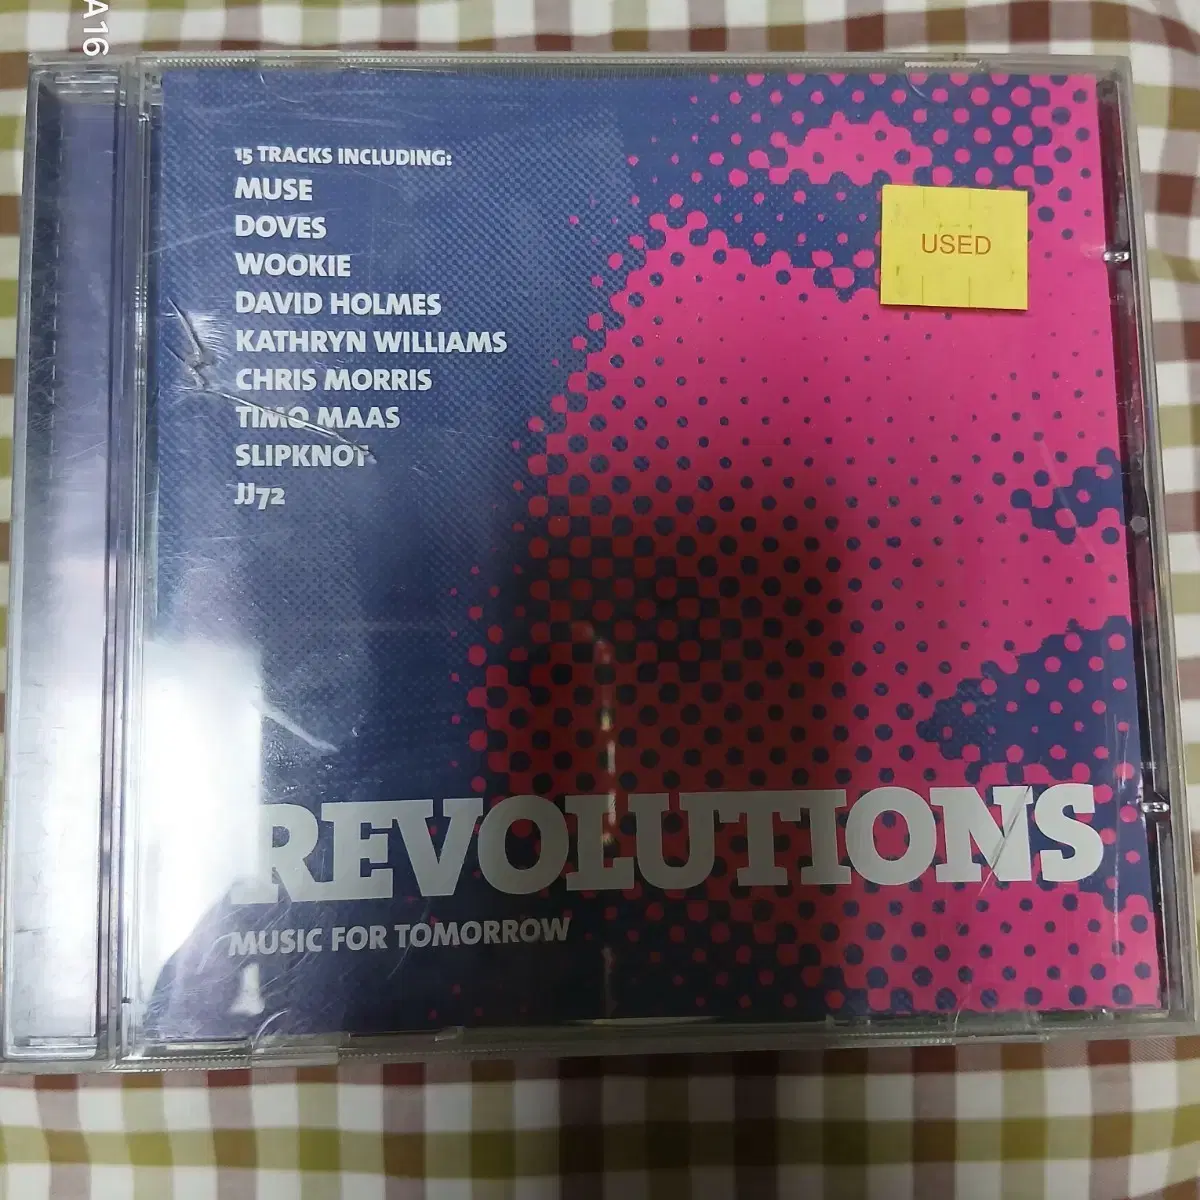 A16
15 TRACKS INCLUDING:
MUSE
DOVES
WOOKIE
DAVID HOLMES
KATHRYN WILLIAMS
CHRIS MORRIS
TIMO MAAS
SLIPKNOT
JJ72
USED
REVOLUTIONS
MUSIC FOR TOMORROW